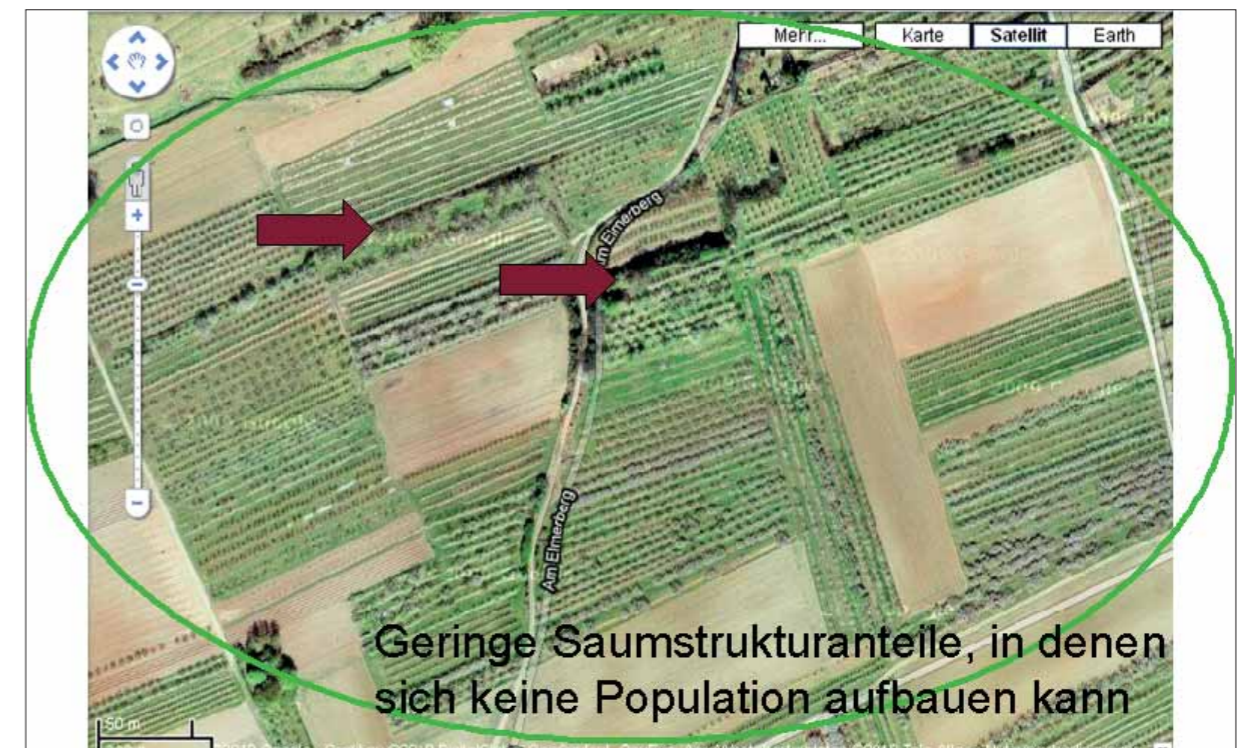 Mehr... Karte Satellit Earth
Am Elmerberg
Am Elmerberg
Geringe Saumstrukturanteile, in denen
sich keine Population aufbauen kann
50 m